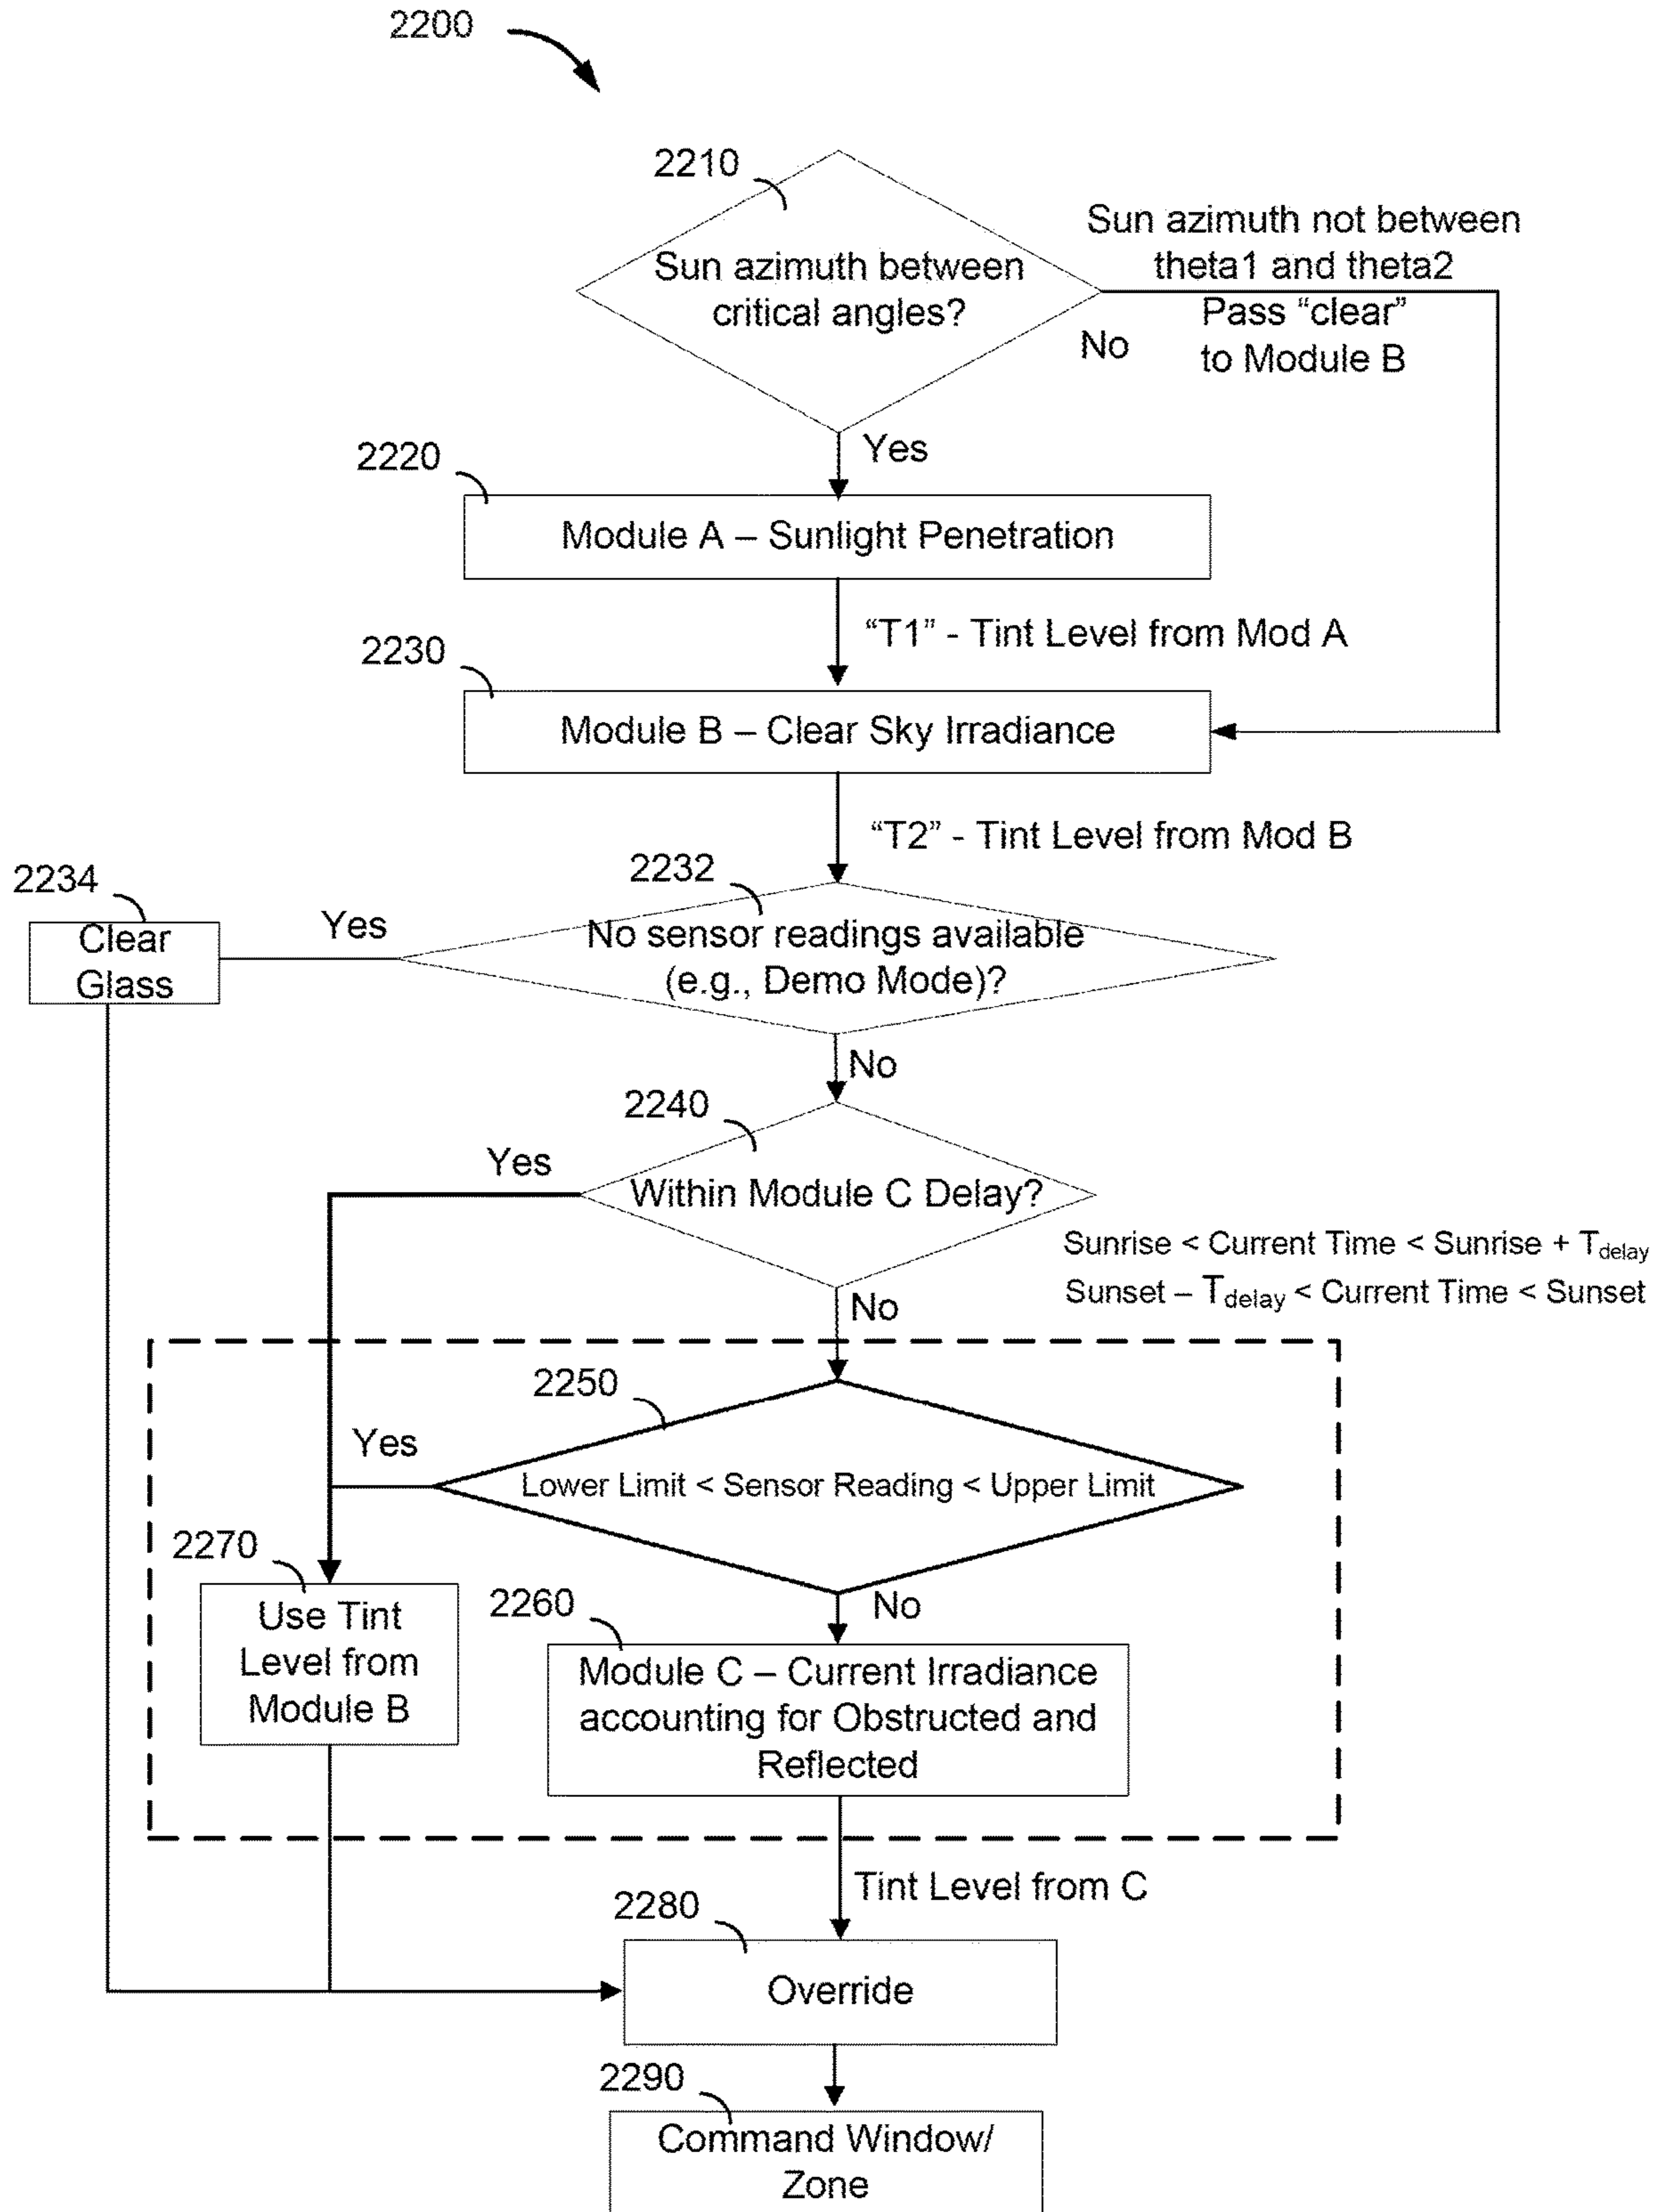 2200
2210
Sun azimuth between
critical angles?
Sun azimuth not between
theta1 and theta2
Pass “clear”
to Module B
No
Yes
2220
Module A – Sunlight Penetration
“T1” - Tint Level from Mod A
2230
Module B – Clear Sky Irradiance
“T2” - Tint Level from Mod B
2232
2234
Clear
Glass
Yes
No sensor readings available
(e.g., Demo Mode)?
No
2240
Yes
Within Module C Delay?
Sunrise < Current Time < Sunrise + Tdelay
Sunset – Tdelay < Current Time < Sunset
No
2250
Yes
Lower Limit < Sensor Reading < Upper Limit
2270
Use Tint
Level from
Module B
No
2260
Module C – Current Irradiance
accounting for Obstructed and
Reflected
Tint Level from C
2280
Override
2290
Command Window/
Zone